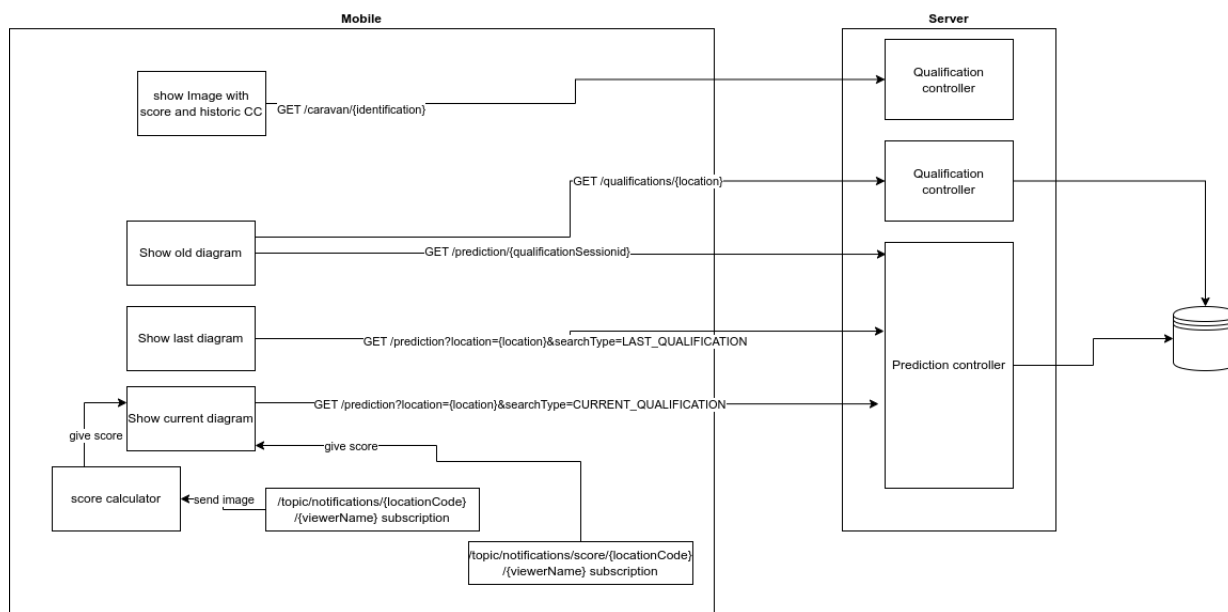 Mobile
Server
show Image with
score and historic CC
GET /caravan/{identification}
Qualification
controller
GET /qualifications/{location}
Qualification
controller
Show old diagram
GET /prediction/{qualificationSessionid}
Show last diagram
GET /prediction?location={location}&searchType=LAST_QUALIFICATION
Prediction controller
Show current diagram
GET /prediction?location={location}&searchType=CURRENT_QUALIFICATION
give score
give score
score calculator
send image
/topic/notifications/{locationCode}
/{viewerName} subscription
/topic/notifications/score/{locationCode}
/{viewerName} subscription